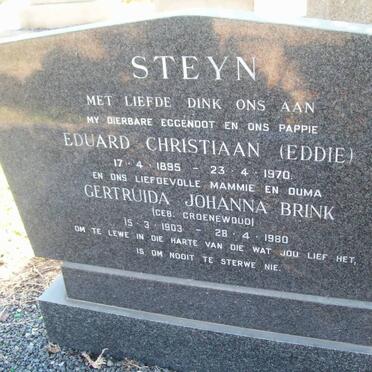 STEYN
MET LIEFDE DINK ONS AAN
MY DIERBARE EGGENOOT EN ONS PAPPIE
EDUARD CHRISTIAAN (EDDIE)
17·4·1895 - 23·4·1970.
EN ONS LIEFDEVOLLE MAMMIE EN OUMA
GERTRUIDA JOHANNA BRINK
(GEB. GROENEWOUD)
15·3·1903 - 28·4·1980
OM TE LEWE IN DIE HARTE VAN DIE WAT JOU LIEF HET,
IS OM NOOIT TE STERWE NIE.